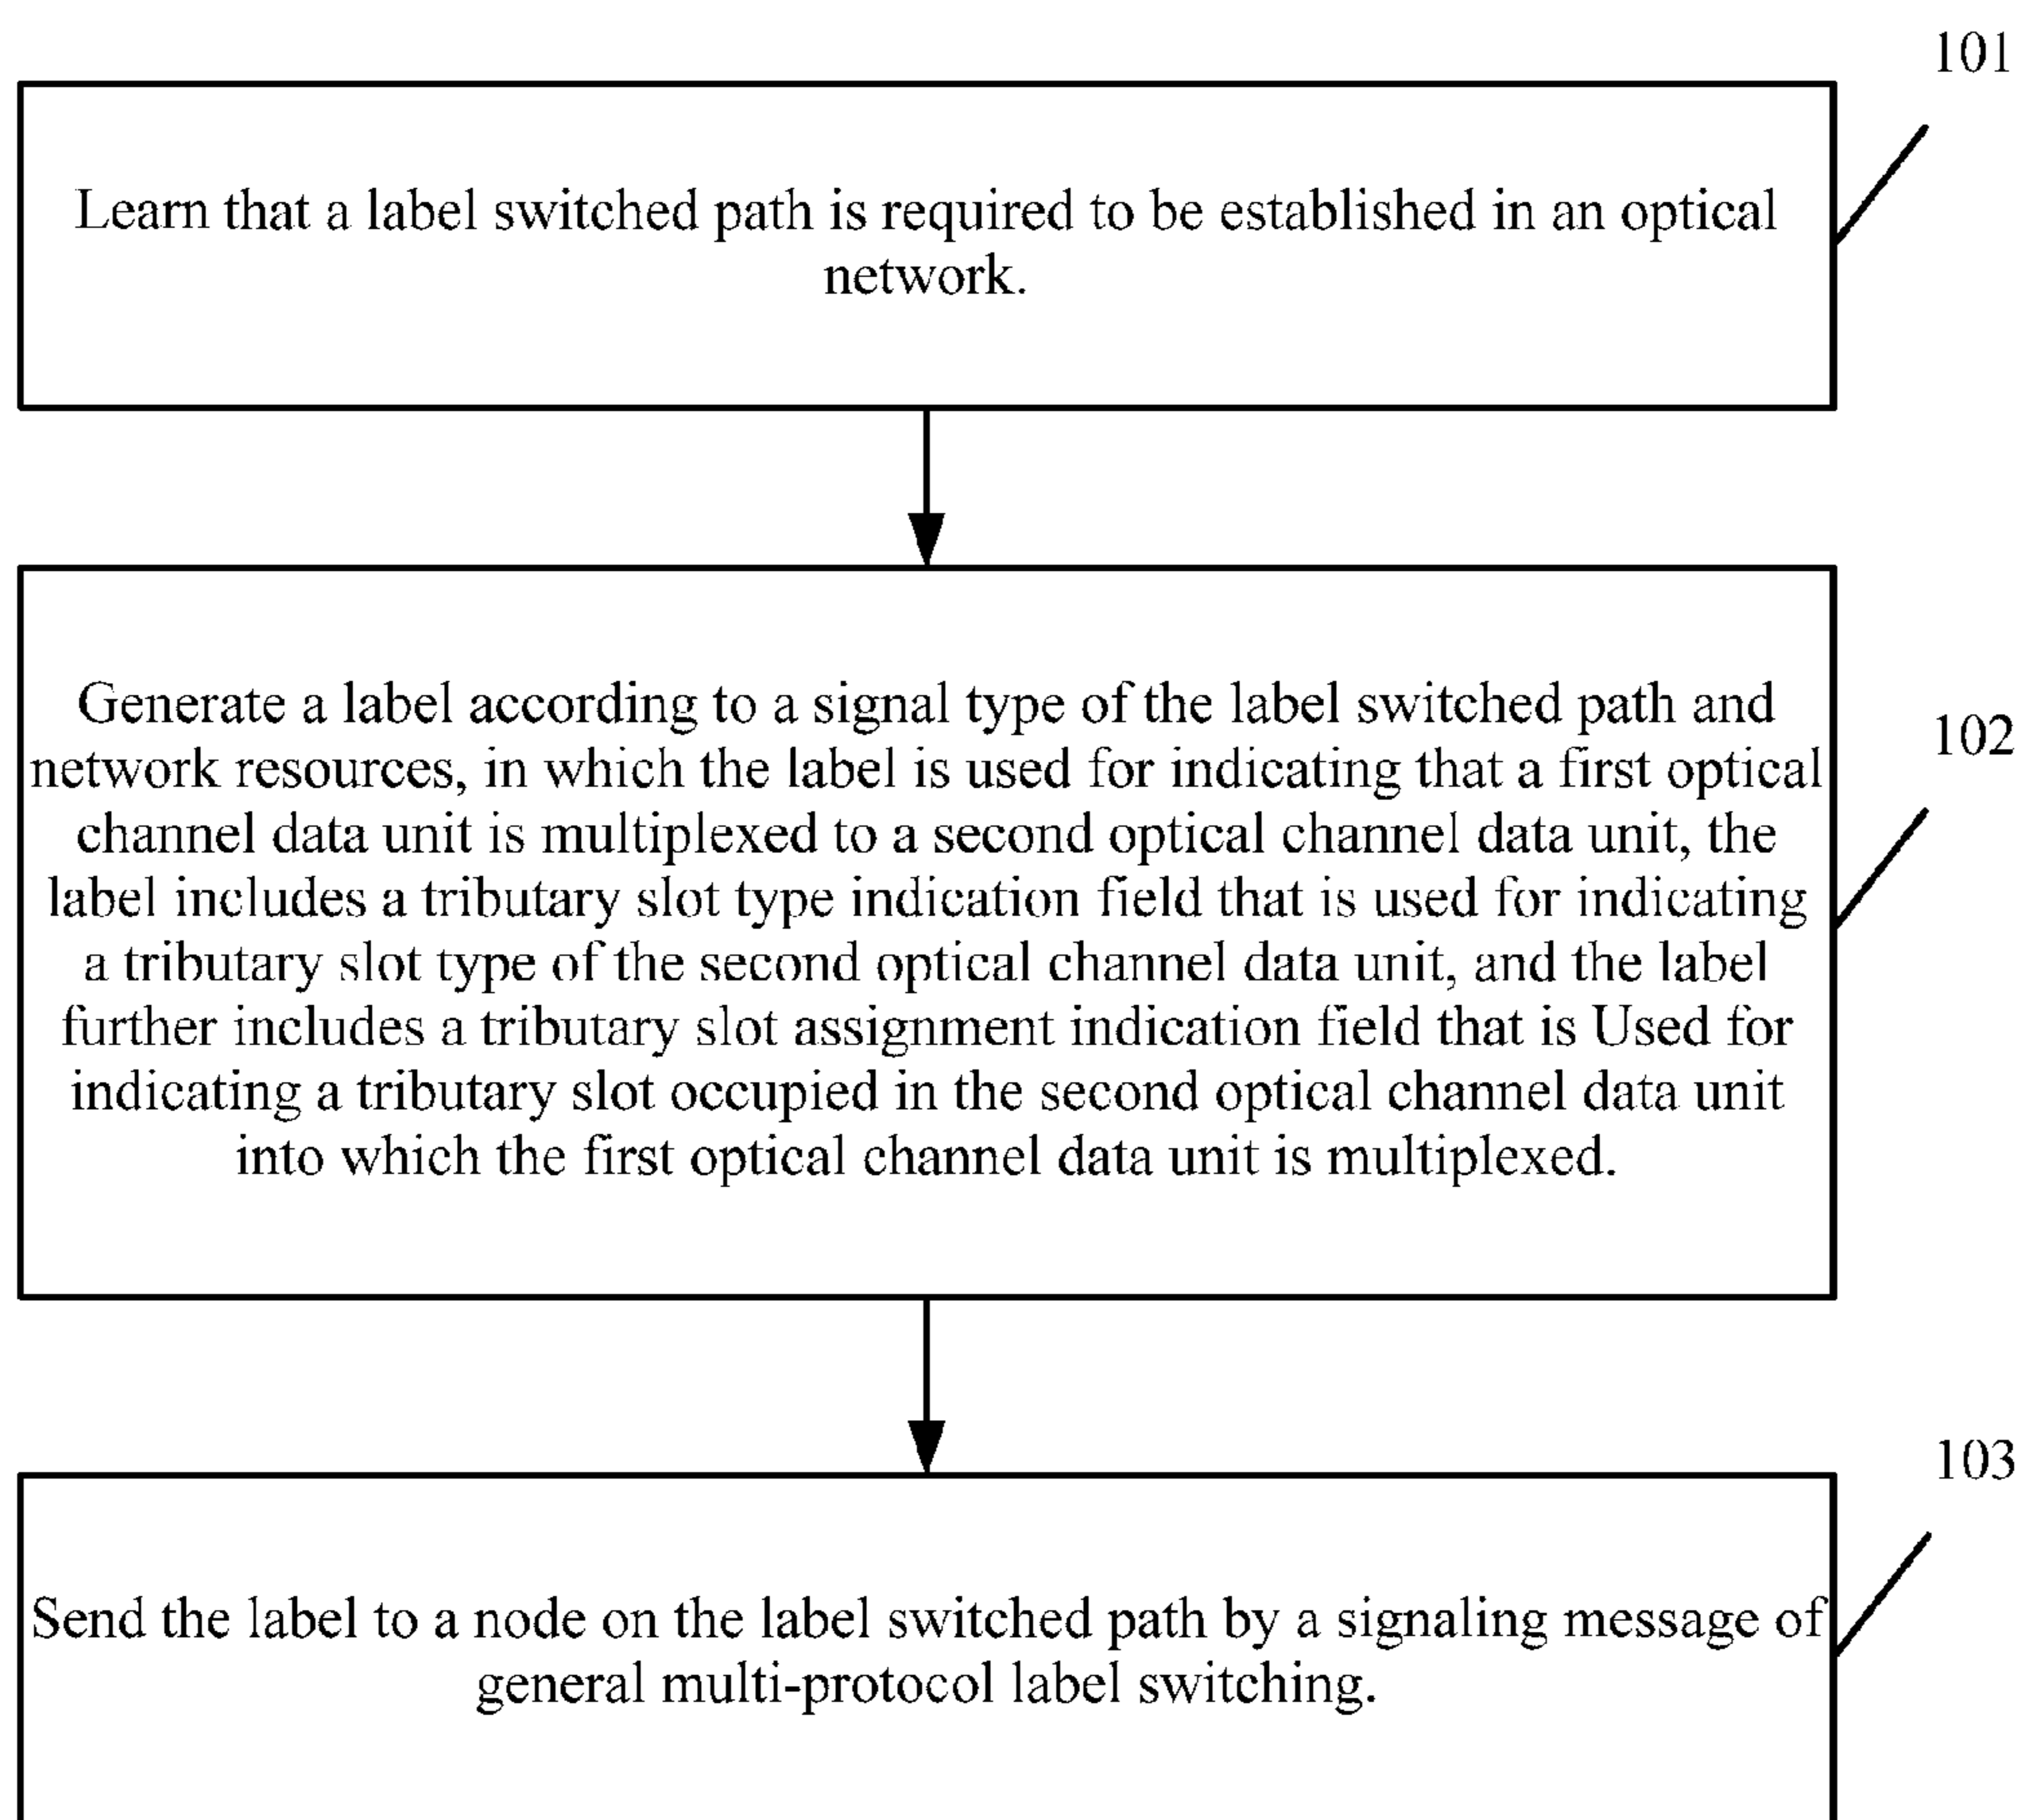 101
Learn that a label switched path is required to be established in an optical
network.
Generate a label according to a signal type of the label switched path and
network resources, in which the label is used for indicating that a first optical
channel data unit is multiplexed to a second optical channel data unit, the
label includes a tributary slot type indication field that is used for indicating
a tributary slot type of the second optical channel data unit, and the label
further includes a tributary slot assignment indication field that is Used for
indicating a tributary slot occupied in the second optical channel data unit
into which the first optical channel data unit is multiplexed.
102
103
Send the label to a node on the label switched path by a signaling message of
general multi-protocol label switching.